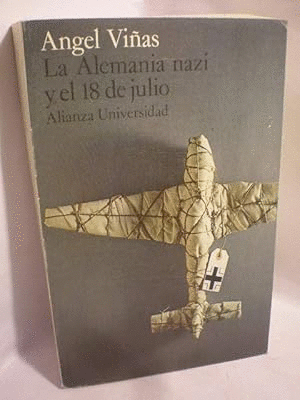 Angel Viñas
La Alemania nazi
y el 18 de julio
Alianza Universidad